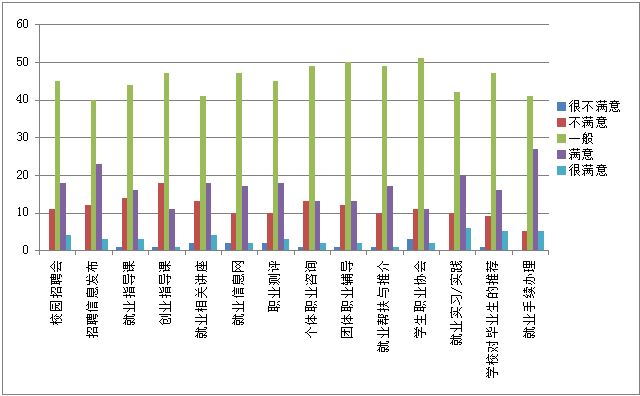 60
50
40
30
20
10
0
校园招聘会
招聘信息发布
就业指导课
创业指导课
就业相关讲座
就业信息网
职业测评
个体职业咨询
团体职业辅导
就业帮扶与推介
学生职业协会
就业实习/实践
学校对毕业生的推荐
就业手续办理
很不满意
不满意
一般
满意
很满意